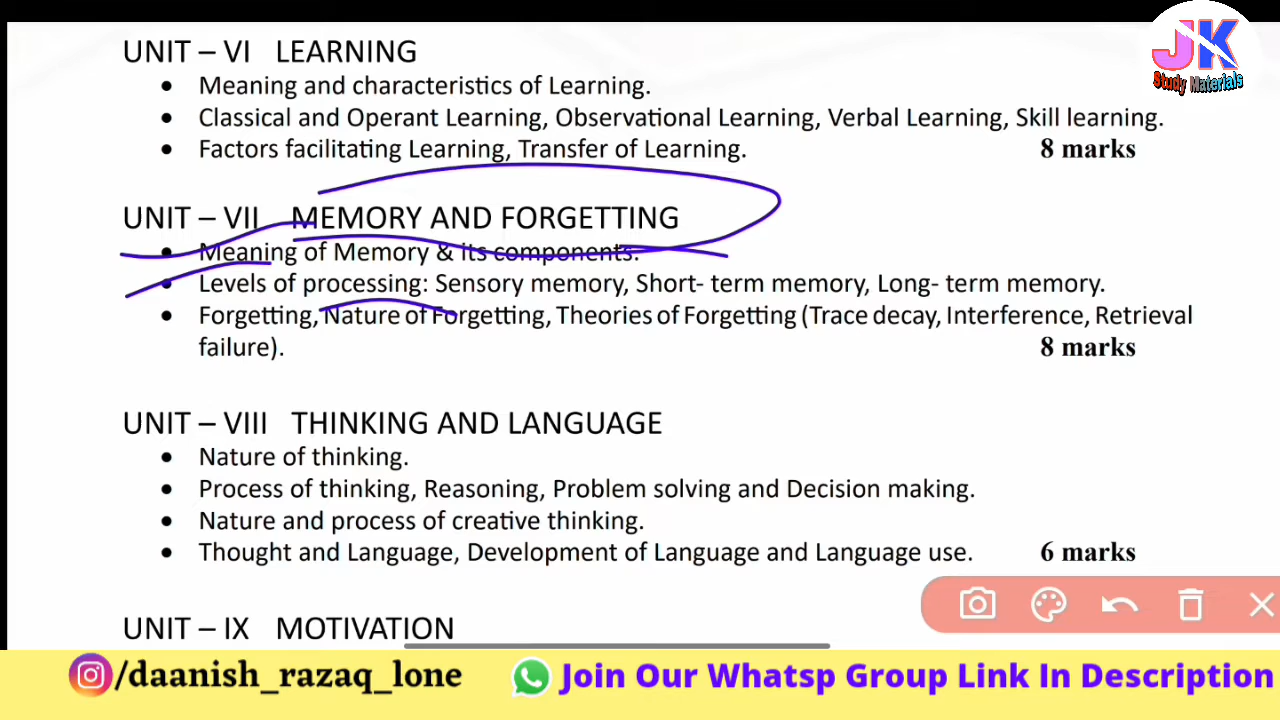 JK
Study Materials
UNIT – VI LEARNING
• Meaning and characteristics of Learning.
• Classical and Operant Learning, Observational Learning, Verbal Learning, Skill learning.
• Factors facilitating Learning, Transfer of Learning. 8 marks
UNIT – VII MEMORY AND FORGETTING
• Meaning of Memory & its components.
• Levels of processing: Sensory memory, Short- term memory, Long- term memory.
• Forgetting, Nature of Forgetting, Theories of Forgetting (Trace decay, Interference, Retrieval
failure). 8 marks
UNIT – VIII THINKING AND LANGUAGE
• Nature of thinking.
• Process of thinking, Reasoning, Problem solving and Decision making.
• Nature and process of creative thinking.
• Thought and Language, Development of Language and Language use. 6 marks
UNIT – IX MOTIVATION
/daanish_razaq_lone Join Our Whatsp Group Link In Description